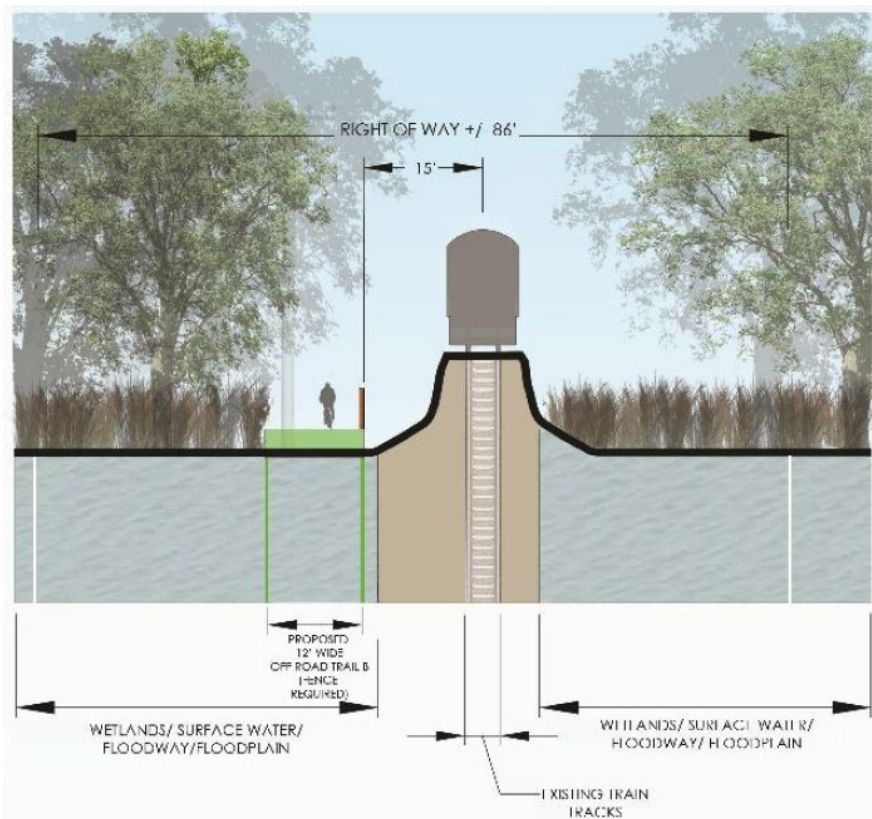 RIGHT OF WAY +/- 86'
15'
PROPOSED
12' WIDE
OFF ROAD TRAIL B
(FENCE
REQUIRED)
WETLANDS/ SURFACE WATER/
FLOODWAY/FLOODPLAIN
WETLANDS/ SURFACE WATER/
FLOODWAY/ FLOODPLAIN
EXISTING TRAIN
TRACKS